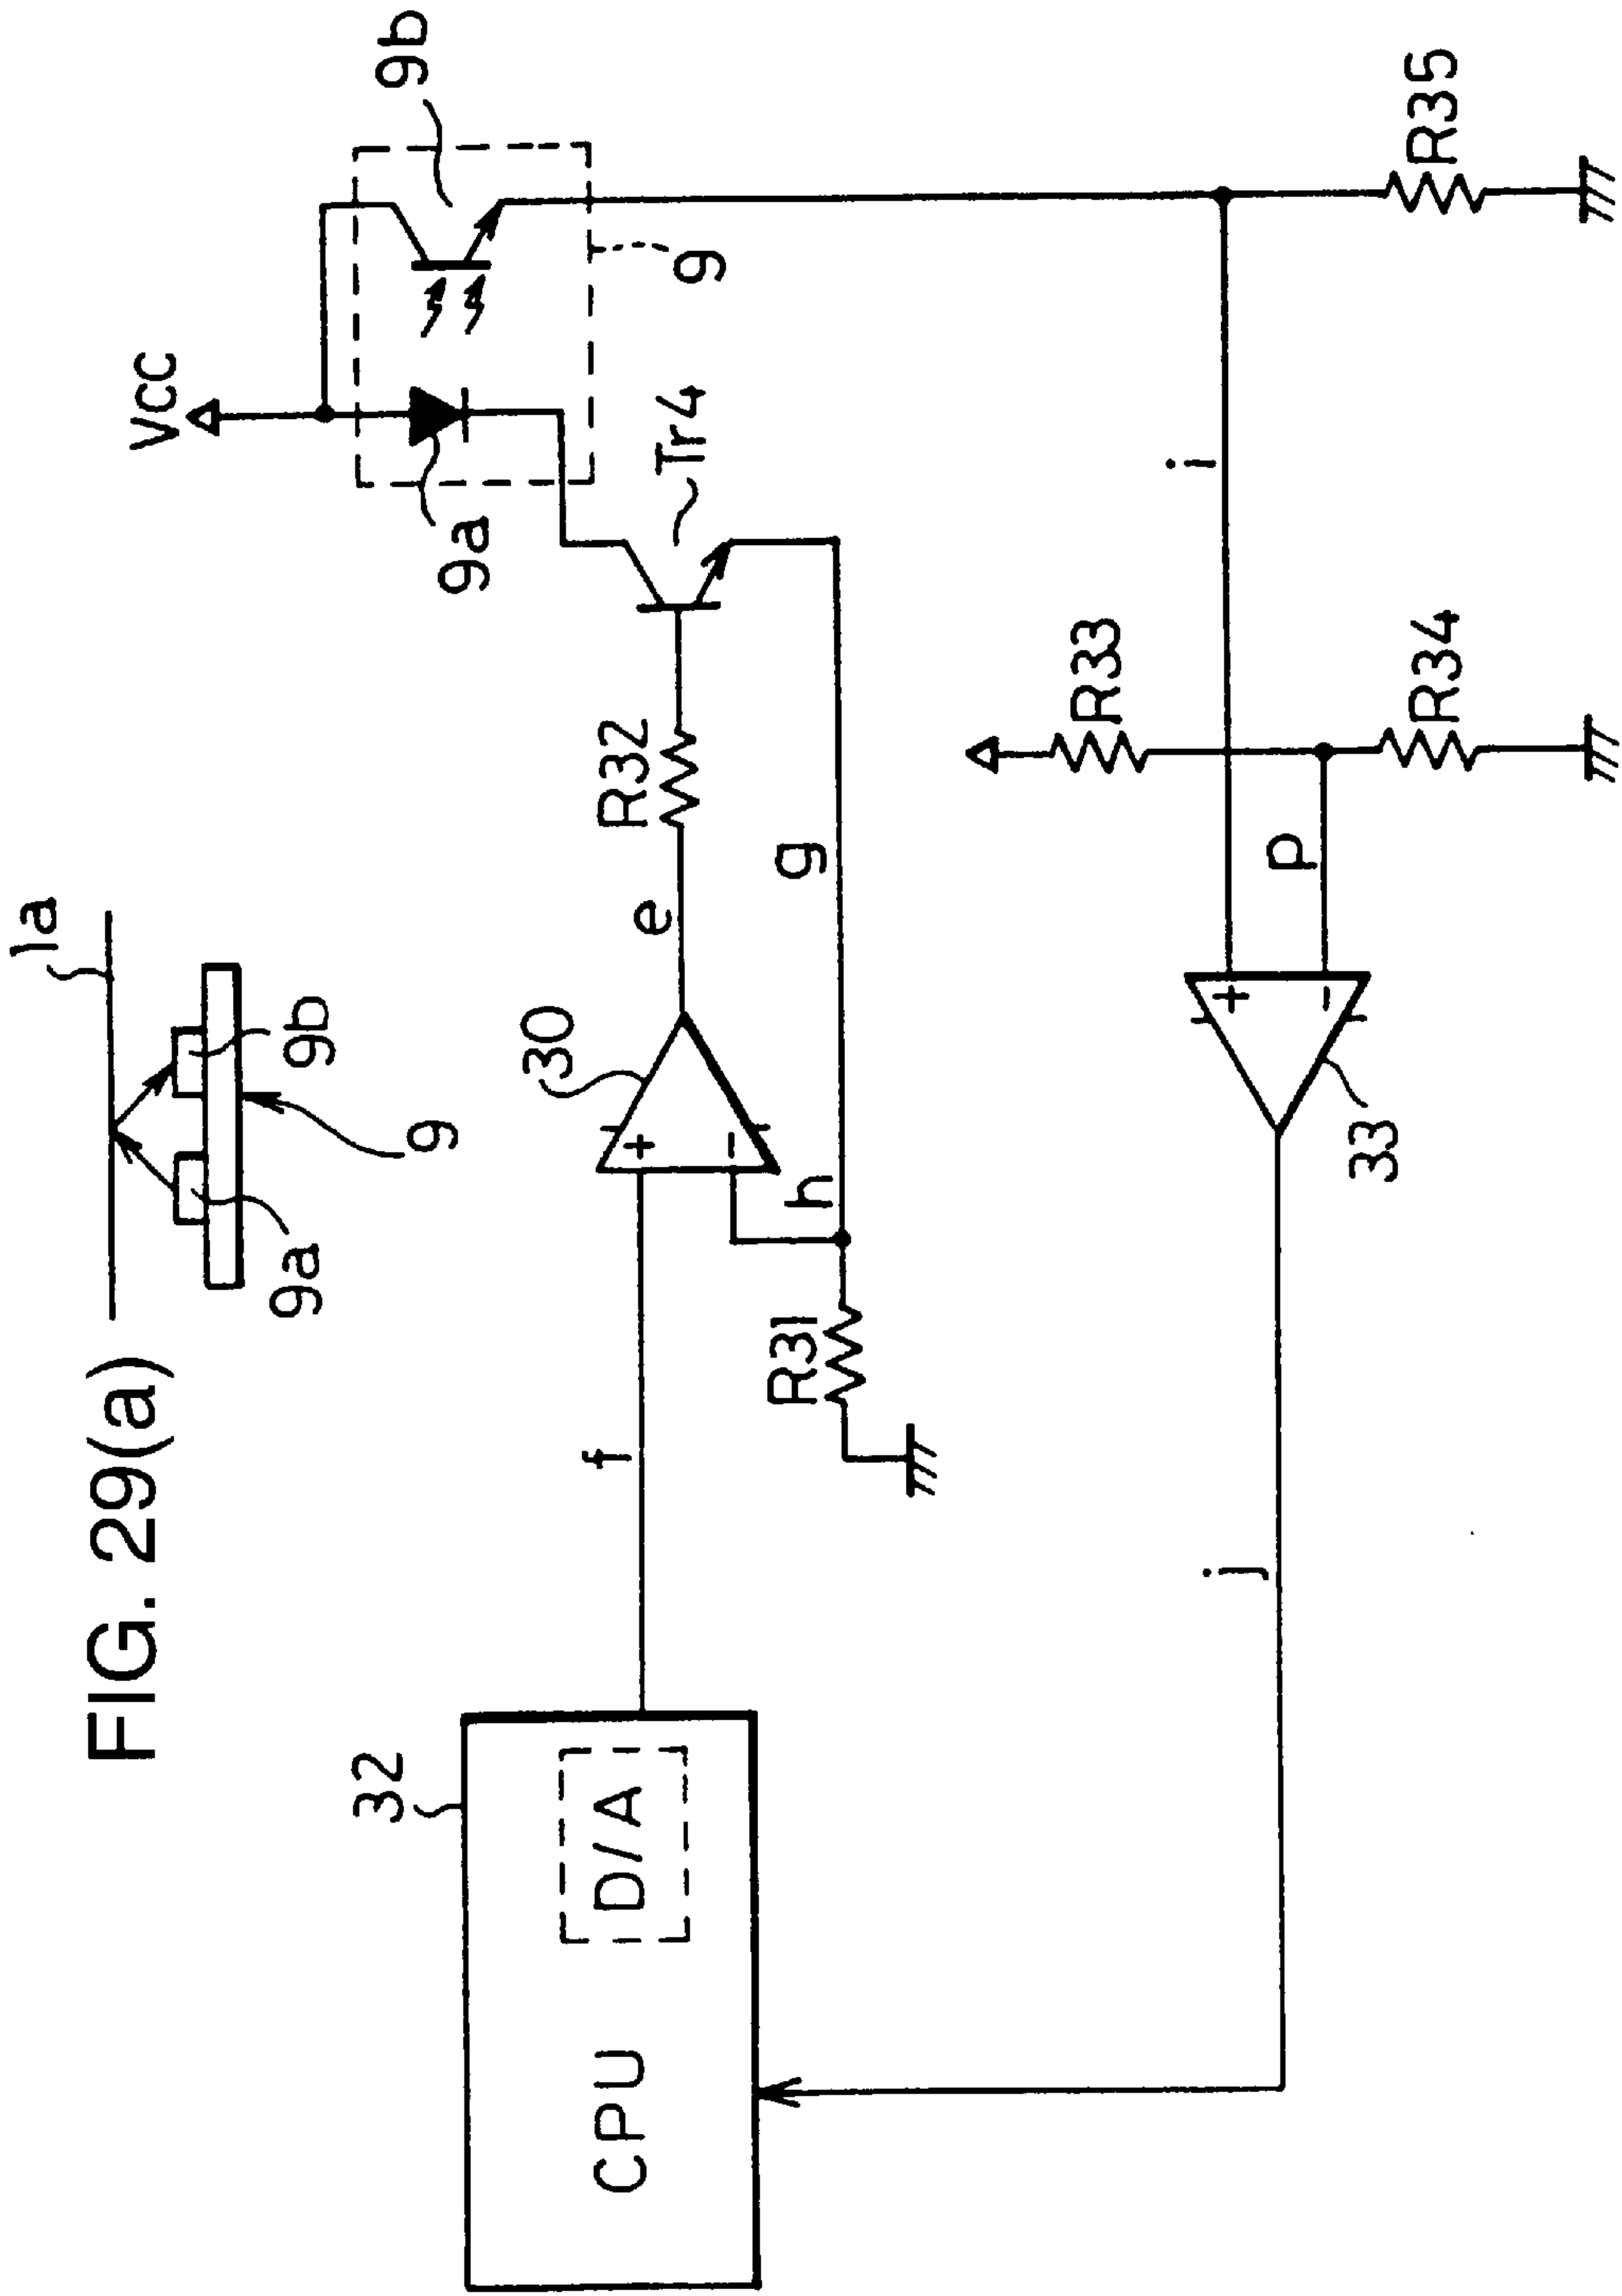 FIG. 29(a)
1a
9a
9
9b
32
CPU
D/A
f
30
+
-
h
e
R32
g
R31
Tr4
Vcc
9a
9b
9
i
j
33
+
-
p
R33
R34
R35